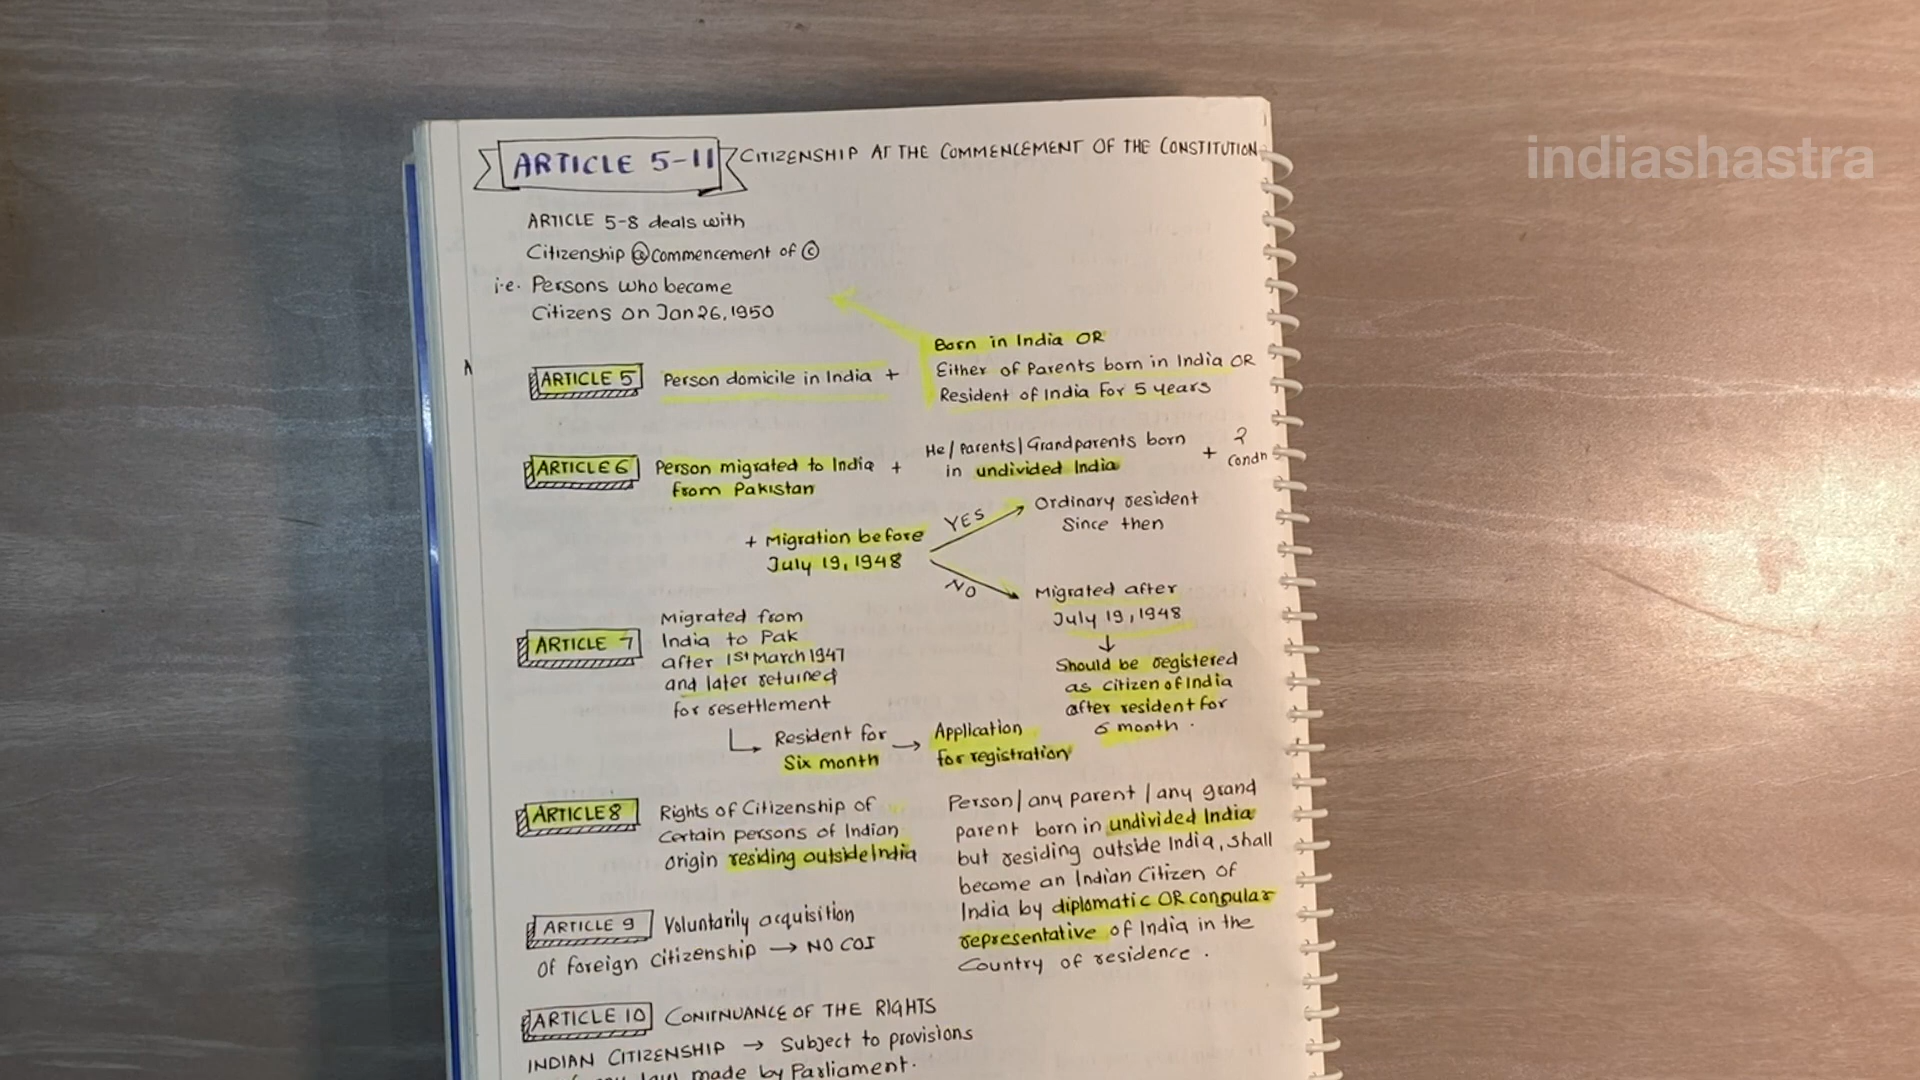 ARTICLE 5-11 CITIZENSHIP AT THE COMMENCEMENT OF THE CONSTITUTION
indiashastra
ARTICLE 5-8 deals with
Citizenship @ commencement of ©
i.e. Persons who became
Citizens on Jan 26, 1950
ARTICLE 5 Person domicile in India +
Born in India OR
Either of Parents born in India OR
Resident of India For 5 years
ARTICLE 6 Person migrated to India +
from Pakistan
He / Parents / Grandparents born
in undivided India
+ 2
Condn
+ Migration before
July 19, 1948
YES
Ordinary resident
Since then
NO
Migrated after
July 19, 1948
↓
Should be registered
as citizen of India
after resident for
6 month.
ARTICLE 7
Migrated from
India to Pak
after 1st March 1947
and later returned
for resettlement
Resident for
Six month
→ Application
for registration
ARTICLE 8
Rights of Citizenship of
Certain persons of Indian
origin residing outside India
Person / any parent / any grand
parent born in undivided India
but residing outside India, shall
become an Indian Citizen of
India by diplomatic OR congular
representative of India in the
Country of residence.
ARTICLE 9 Voluntarily acquisition
Of foreign citizenship → NO COI
ARTICLE 10 CONITNUANCE OF THE RIGHTS
INDIAN CITIZENSHIP → Subject to provisions
law made by Parliament.